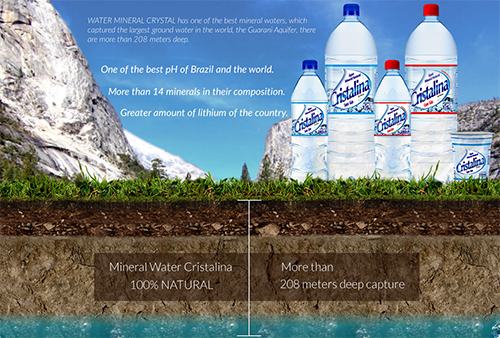 WATER MINERAL CRYSTAL has one of the best mineral waters, which
captured the largest ground water in the world, the Guarani Aquifer, there
are more than 208 meters deep.
One of the best pH of Brazil and the world.
More than 14 minerals in their composition.
Greater amount of lithium of the country.
Cristalina
Cristalina
Cristalina
Cristalina
Cristalina
Mineral Water Cristalina
100% NATURAL
More than
208 meters deep capture